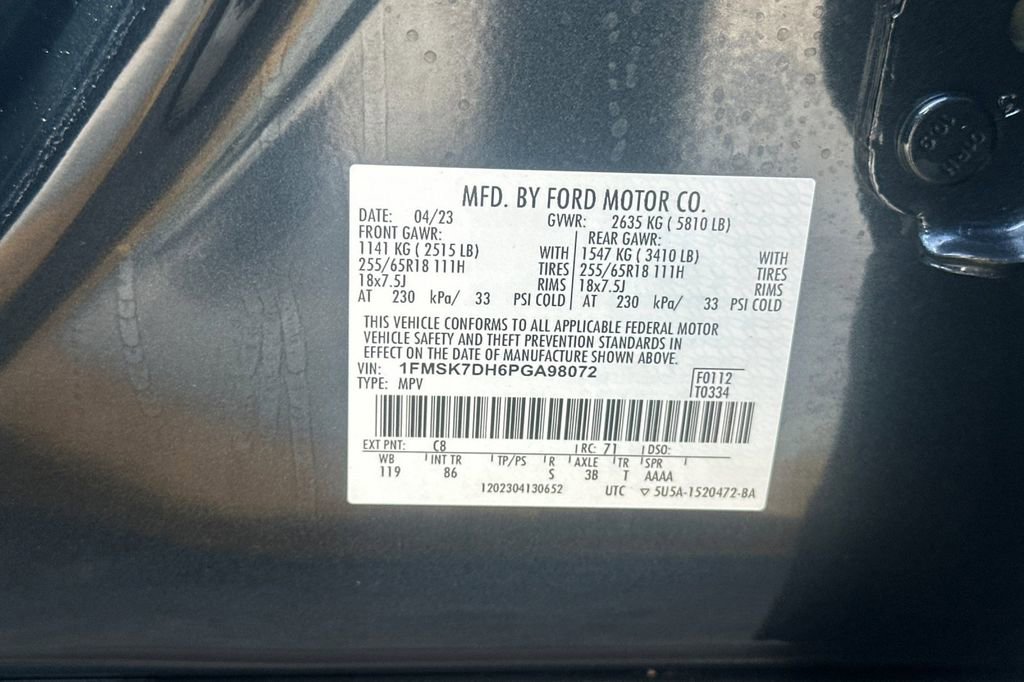 MFD. BY FORD MOTOR CO.
DATE: 04/23 GVWR: 2635 KG ( 5810 LB)
FRONT GAWR: REAR GAWR:
1141 KG ( 2515 LB) WITH 1547 KG ( 3410 LB) WITH
255/65R18 111H TIRES 255/65R18 111H TIRES
18x7.5J RIMS 18x7.5J RIMS
AT 230 kPa/ 33 PSI COLD AT 230 kPa/ 33 PSI COLD
THIS VEHICLE CONFORMS TO ALL APPLICABLE FEDERAL MOTOR
VEHICLE SAFETY AND THEFT PREVENTION STANDARDS IN
EFFECT ON THE DATE OF MANUFACTURE SHOWN ABOVE.
VIN: 1FMSK7DH6PGA98072
TYPE: MPV
F0112
T0334
EXT PNT: C8 RC: 71 DSO:
WB INT TR TP/PS R AXLE TR SPR
119 86 S 3B T AAAA
1202304130652 UTC ▽ 5U5A-1520472-BA